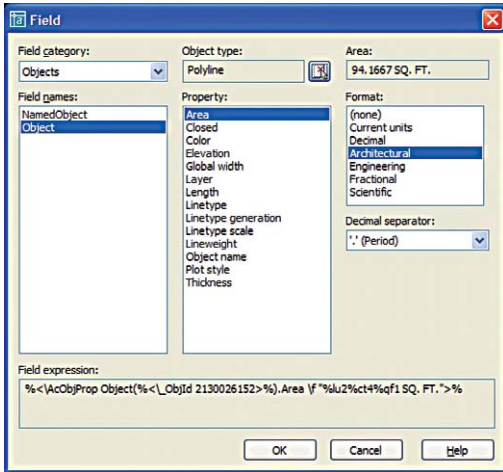 Field
Field category:
Objects
Field names:
NamedObject
Object
Object type:
Polyline
Property:
Area
Closed
Color
Elevation
Global width
Layer
Length
Linetype
Linetype generation
Linetype scale
Lineweight
Object name
Plot style
Thickness
Area:
94.1667 SQ. FT.
Format:
(none)
Current units
Decimal
Architectural
Engineering
Fractional
Scientific
Decimal separator:
'.' (Period)
Field expression:
%<\AcObjProp Object(%<\_ObjId 2130026152>%).Area \f "%lu2%ct4%qf1 SQ. FT.">%
OK
Cancel
Help